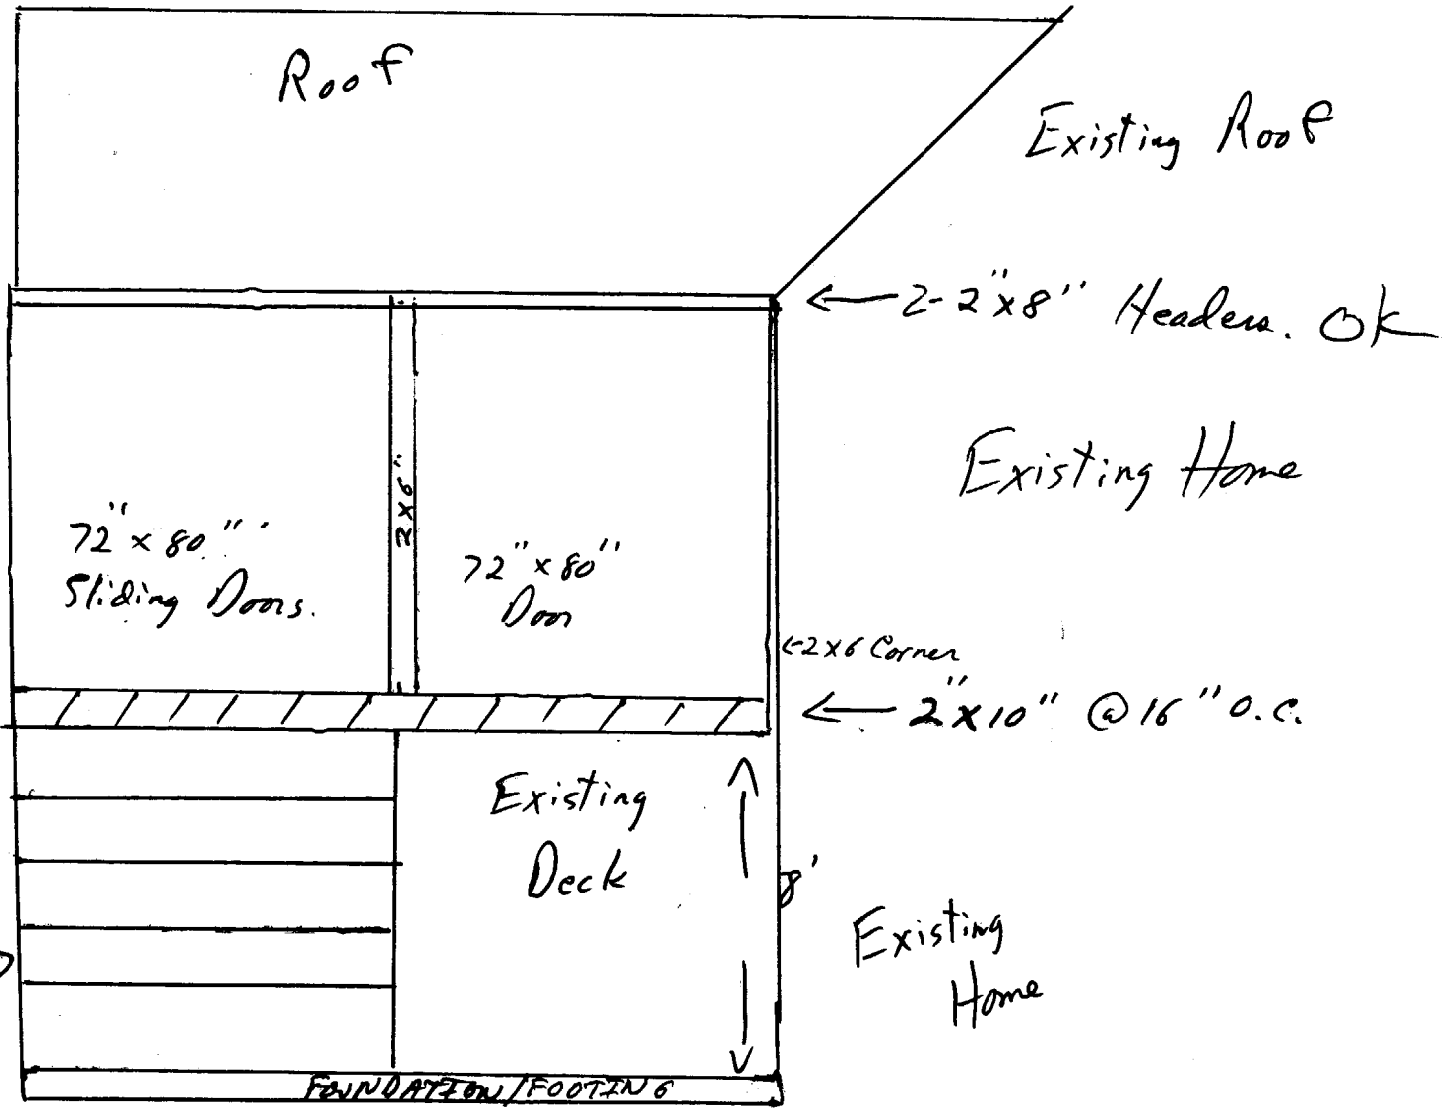 Roof
Existing Roof
2-2"x8" Headers. OK
Existing Home
72" x 80"
Sliding Doors.
2x6"
72" x 80"
Door
2x6 Corner
2"x10" @ 16" O.C.
Existing
Deck
8'
Existing
Home
FOUNDATION/FOOTING